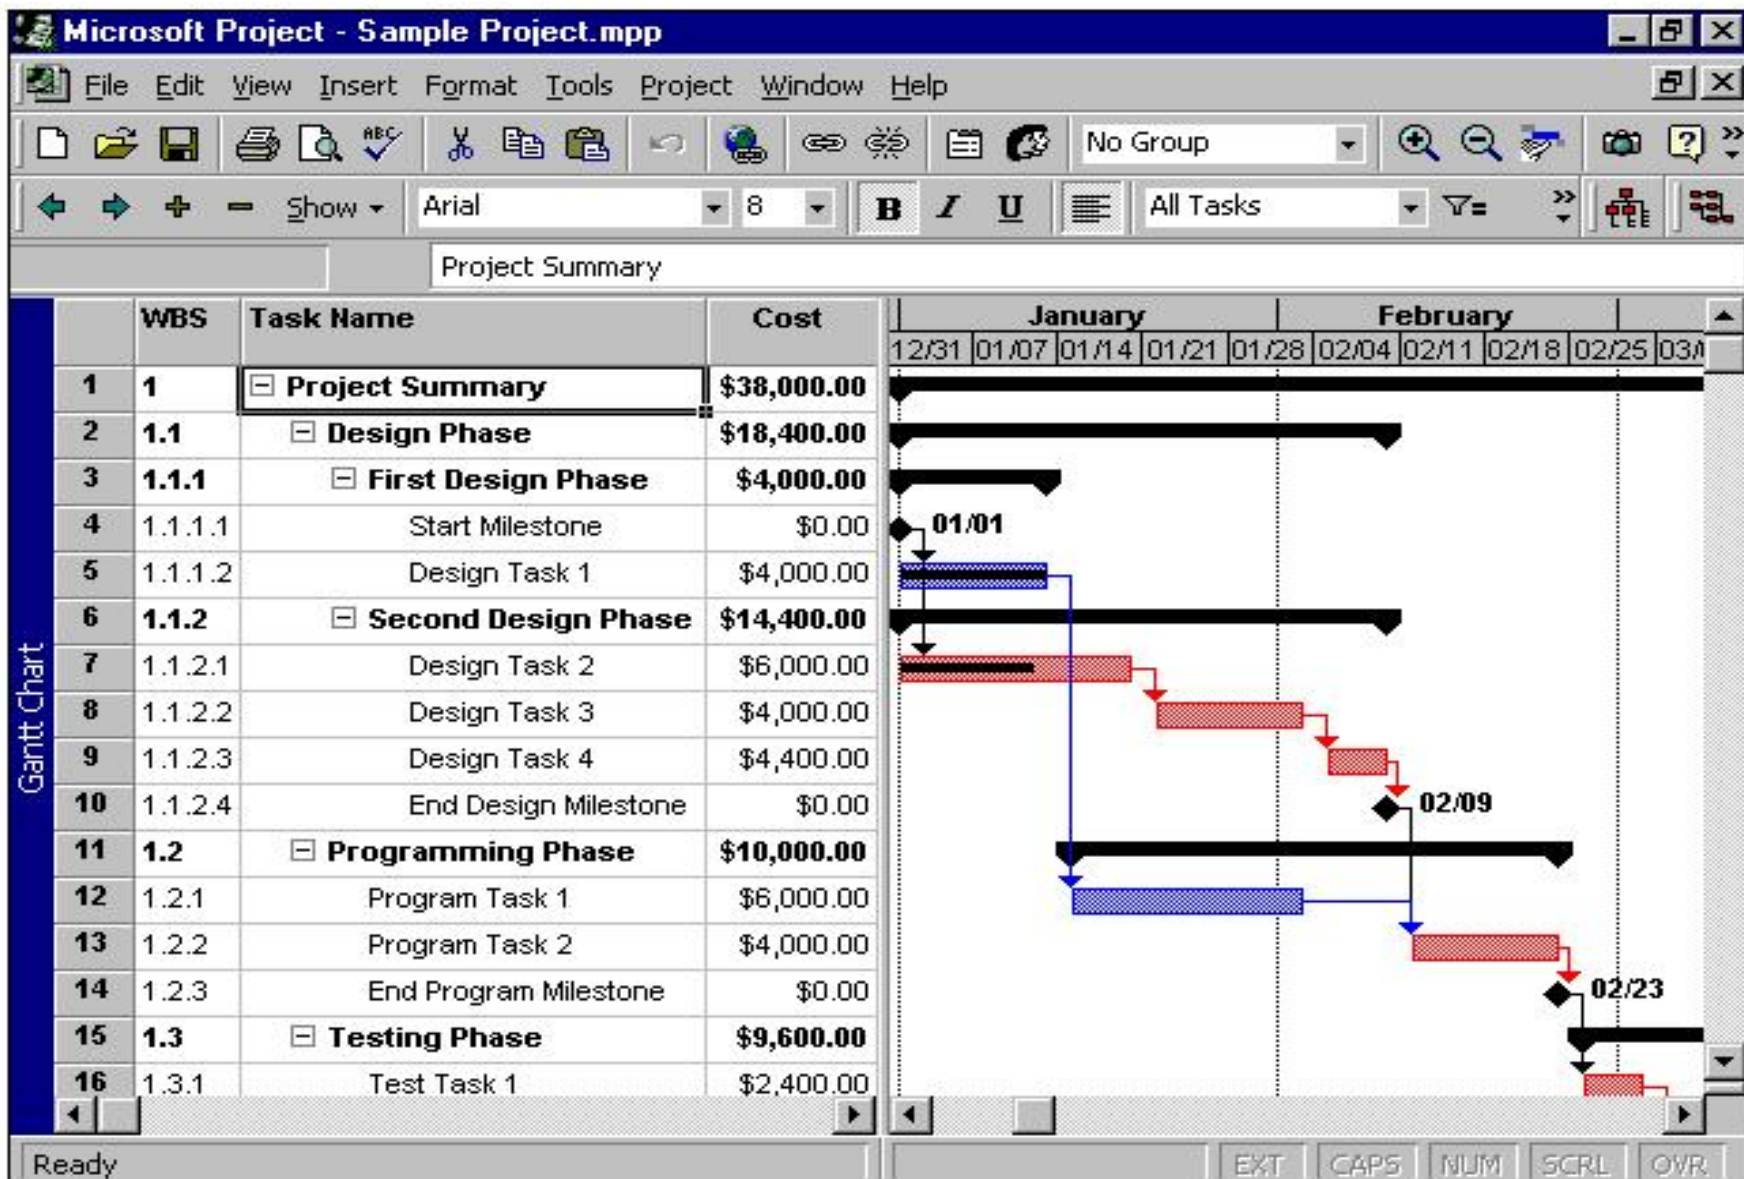 Microsoft Project - Sample Project.mpp
File Edit View Insert Format Tools Project Window Help
ABC No Group
Show Arial 8 B I U All Tasks
Project Summary
WBS Task Name Cost January February
12/31 01/07 01/14 01/21 01/28 02/04 02/11 02/18 02/25 03/
1 1 Project Summary $38,000.00
2 1.1 Design Phase $18,400.00
3 1.1.1 First Design Phase $4,000.00
4 1.1.1.1 Start Milestone $0.00 01/01
5 1.1.1.2 Design Task 1 $4,000.00
6 1.1.2 Second Design Phase $14,400.00
7 1.1.2.1 Design Task 2 $6,000.00
8 1.1.2.2 Design Task 3 $4,000.00
9 1.1.2.3 Design Task 4 $4,400.00
10 1.1.2.4 End Design Milestone $0.00 02/09
11 1.2 Programming Phase $10,000.00
12 1.2.1 Program Task 1 $6,000.00
13 1.2.2 Program Task 2 $4,000.00
14 1.2.3 End Program Milestone $0.00 02/23
15 1.3 Testing Phase $9,600.00
16 1.3.1 Test Task 1 $2,400.00
Gantt Chart
Ready EXT CAPS NUM SCRL OVR